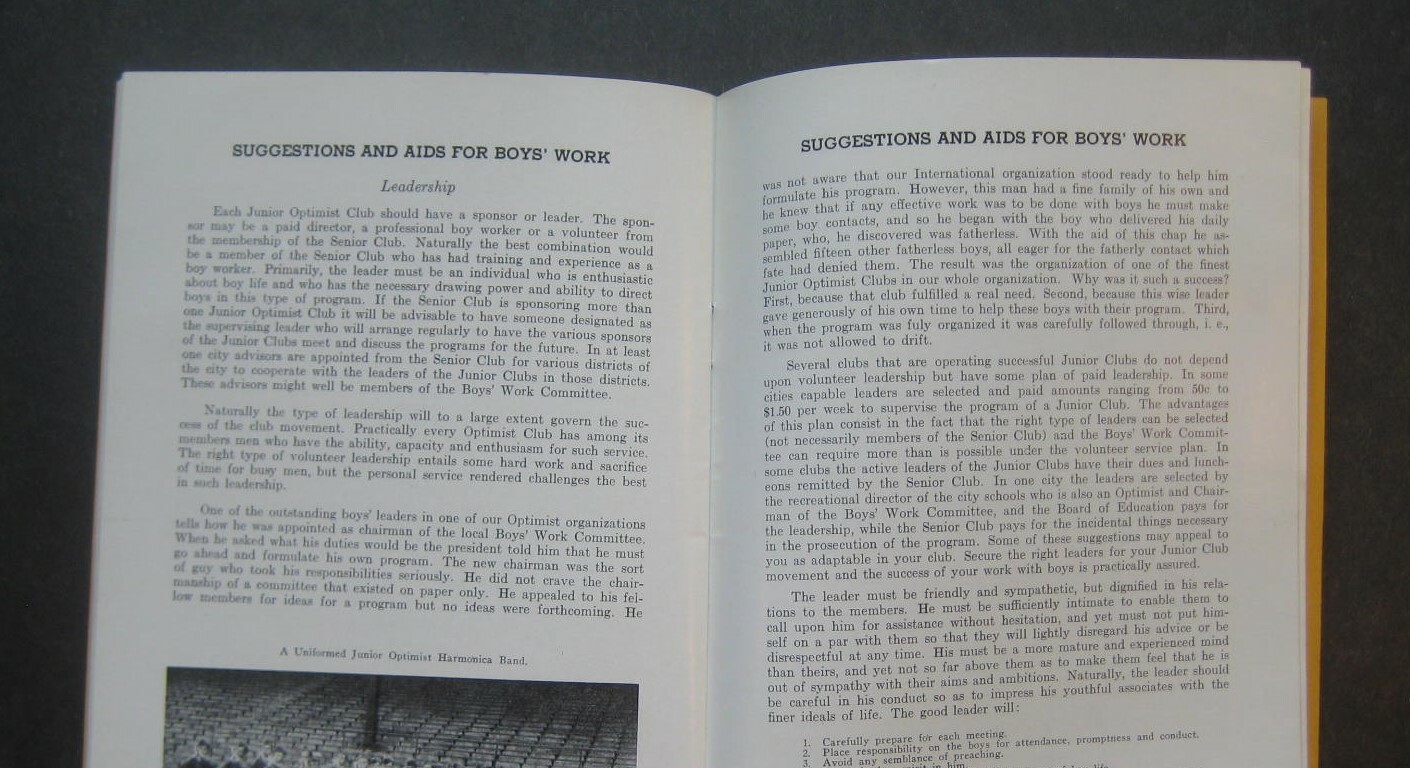 SUGGESTIONS AND AIDS FOR BOYS' WORK
Leadership
Each Junior Optimist Club should have a sponsor or leader. The spon-
sor may be a paid director, a professional boy worker or a volunteer from
the membership of the Senior Club. Naturally the best combination would
be a member of the Senior Club who has had training and experience as a
boy worker. Primarily, the leader must be an individual who is enthusiastic
about boy life and who has the necessary drawing power and ability to direct
boys in this type of program. If the Senior Club is sponsoring more than
one Junior Optimist Club it will be advisable to have someone designated as
the supervising leader who will arrange regularly to have the various sponsors
of the Junior Clubs meet and discuss the programs for the future. In at least
one city advisors are appointed from the Senior Club for various districts of
the city to cooperate with the leaders of the Junior Clubs in those districts.
These advisors might well be members of the Boys' Work Committee.
Naturally the type of leadership will to a large extent govern the suc-
cess of the club movement. Practically every Optimist Club has among its
members men who have the ability, capacity and enthusiasm for such service.
The right type of volunteer leadership entails some hard work and sacrifice
of time for busy men, but the personal service rendered challenges the best
in such leadership.
One of the outstanding boys' leaders in one of our Optimist organizations
tells how he was appointed as chairman of the local Boys' Work Committee.
When he asked what his duties would be the president told him that he must
go ahead and formulate his own program. The new chairman was the sort
of guy who took his responsibilities seriously. He did not crave the chair-
manship of a committee that existed on paper only. He appealed to his fel-
low members for ideas for a program but no ideas were forthcoming. He
A Uniformed Junior Optimist Harmonica Band.
SUGGESTIONS AND AIDS FOR BOYS' WORK
was not aware that our International organization stood ready to help him
formulate his program. However, this man had a fine family of his own and
he knew that if any effective work was to be done with boys he must make
some boy contacts, and so he began with the boy who delivered his daily
paper, who, he discovered was fatherless. With the aid of this chap he as-
sembled fifteen other fatherless boys, all eager for the fatherly contact which
fate had denied them. The result was the organization of one of the finest
Junior Optimist Clubs in our whole organization. Why was it such a success?
First, because that club fulfilled a real need. Second, because this wise leader
gave generously of his own time to help these boys with their program. Third,
when the program was fuly organized it was carefully followed through, i. e.,
it was not allowed to drift.
Several clubs that are operating successful Junior Clubs do not depend
upon volunteer leadership but have some plan of paid leadership. In some
cities capable leaders are selected and paid amounts ranging from 50c to
$1.50 per week to supervise the program of a Junior Club. The advantages
of this plan consist in the fact that the right type of leaders can be selected
(not necessarily members of the Senior Club) and the Boys' Work Commit-
tee can require more than is possible under the volunteer service plan. In
some clubs the active leaders of the Junior Clubs have their dues and lunch-
eons remitted by the Senior Club. In one city the leaders are selected by
the recreational director of the city schools who is also an Optimist and Chair-
man of the Boys' Work Committee, and the Board of Education pays for
the leadership, while the Senior Club pays for the incidental things necessary
in the prosecution of the program. Some of these suggestions may appeal to
you as adaptable in your club. Secure the right leaders for your Junior Club
movement and the success of your work with boys is practically assured.
The leader must be friendly and sympathetic, but dignified in his rela-
tions to the members. He must be sufficiently intimate to enable them to
call upon him for assistance without hesitation, and yet must not put him-
self on a par with them so that they will lightly disregard his advice or be
disrespectful at any time. His must be a more mature and experienced mind
than theirs, and yet not so far above them as to make them feel that he is
out of sympathy with their aims and ambitions. Naturally, the leader should
be careful in his conduct so as to impress his youthful associates with the
finer ideals of life. The good leader will:
1. Carefully prepare for each meeting.
2. Place responsibility on the boys for attendance, promptness and conduct.
3. Avoid any semblance of preaching.
in him.